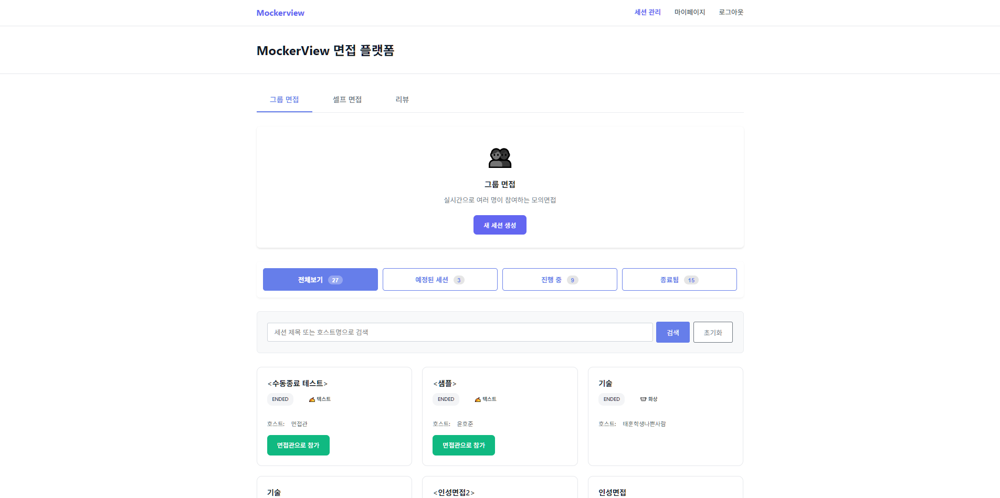 Mockerview 세션 관리 마이페이지 로그아웃
MockerView 면접 플랫폼
그룹 면접 셀프 면접 리뷰
그룹 면접
실시간으로 여러 명이 참여하는 모의면접
새 세션 생성
전체보기 27 예정된 세션 3 진행 중 9 종료됨 15
세션 제목 또는 호스트명으로 검색 검색 초기화
<수동종료 테스트> <샘플> 기술
ENDED 텍스트 ENDED 텍스트 ENDED 화상
호스트: 면접관 호스트: 윤호준 호스트: 태훈학생나쁜사람
면접관으로 참가 면접관으로 참가
기술 <인성면접2> 인성면접